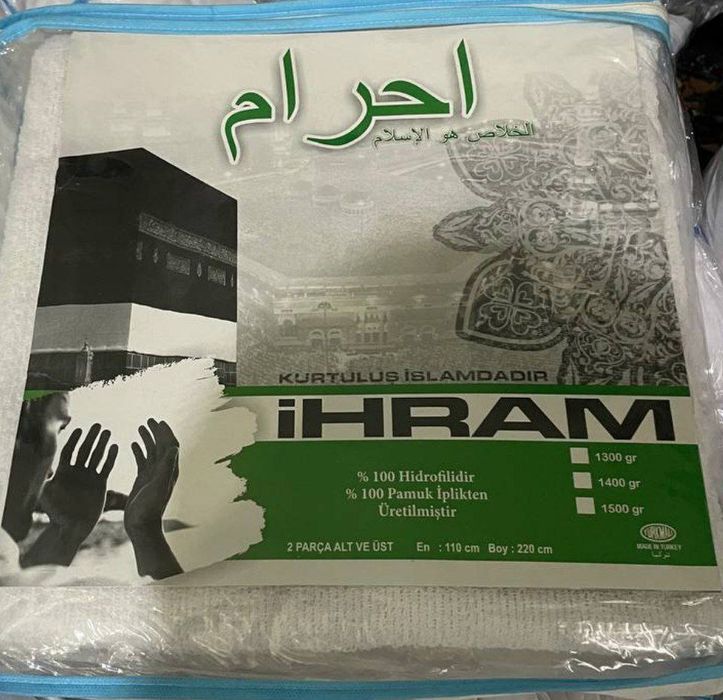 احرام
الخلاص هو الإسلام
KURTULUŞ İSLAMDADIR
iHRAM
1300 gr
% 100 Hidrofilidir
1400 gr
% 100 Pamuk İplikten
1500 gr
Üretilmiştir
2 PARÇA ALT VE ÜST En : 110 cm Boy : 220 cm
MADE IN TURKEY